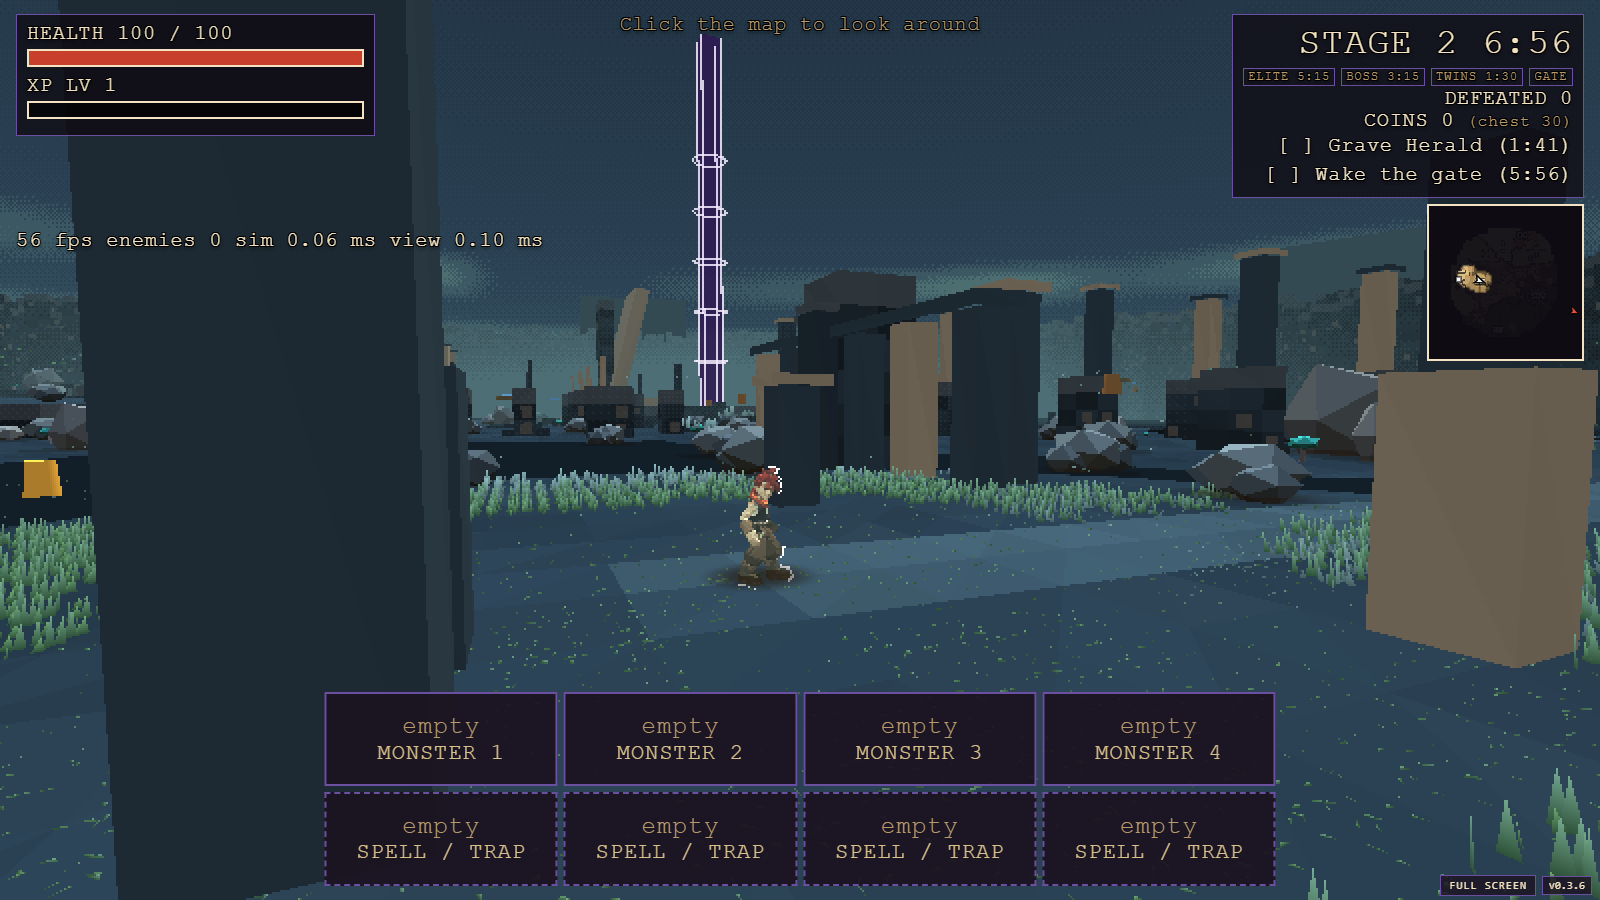 Click the map to look around
HEALTH 100 / 100
XP LV 1
STAGE 2 6:56
ELITE 5:15 BOSS 3:15 TWINS 1:30 GATE
DEFEATED 0
COINS 0 (chest 30)
[ ] Grave Herald (1:41)
[ ] Wake the gate (5:56)
56 fps enemies 0 sim 0.06 ms view 0.10 ms
empty empty empty empty
MONSTER 1 MONSTER 2 MONSTER 3 MONSTER 4
empty empty empty empty
SPELL / TRAP SPELL / TRAP SPELL / TRAP SPELL / TRAP
FULL SCREEN v0.3.6